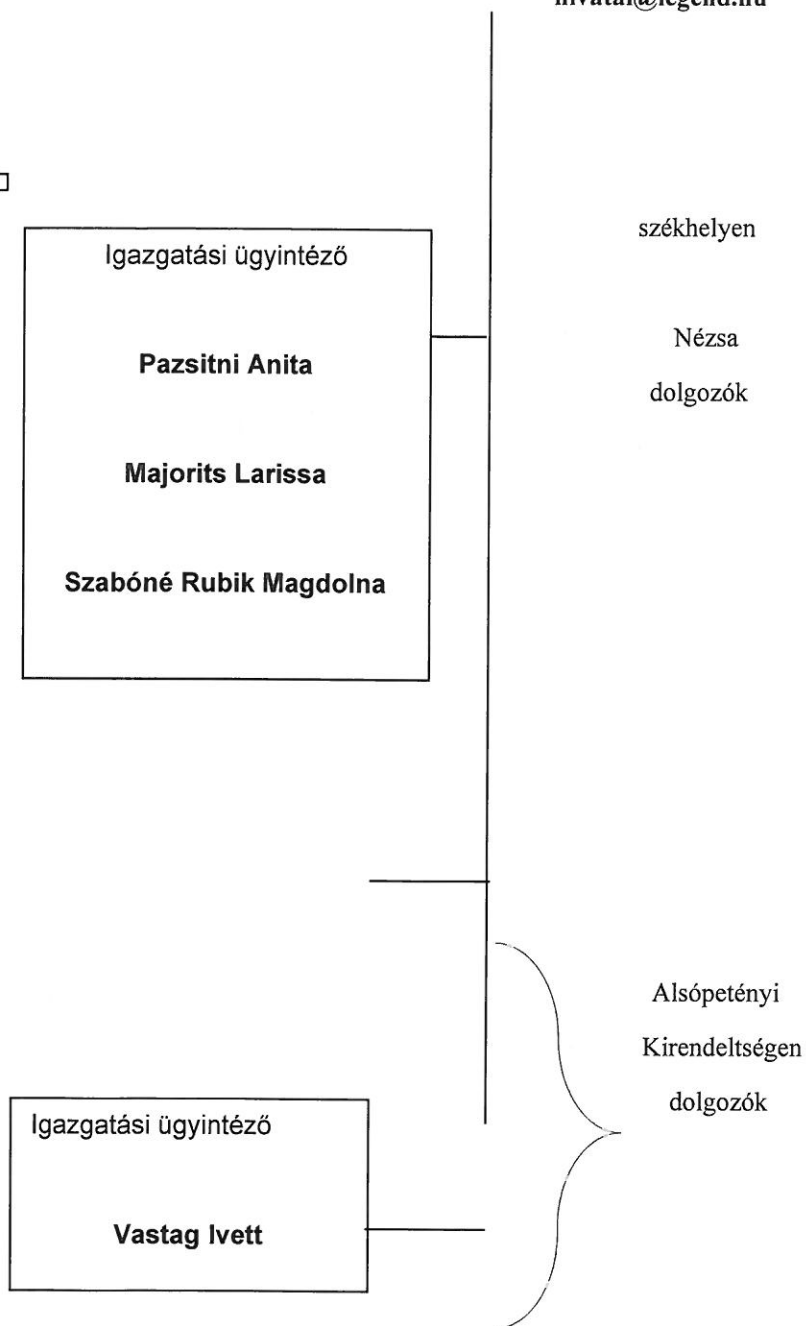 székhelyen
Igazgatási ügyintéző
Nézsa
Pazsitni Anita
dolgozók
Majorits Larissa
Szabóné Rubik Magdolna
Alsópetényi
Kirendeltségen
dolgozók
Igazgatási ügyintéző
Vastag Ivett